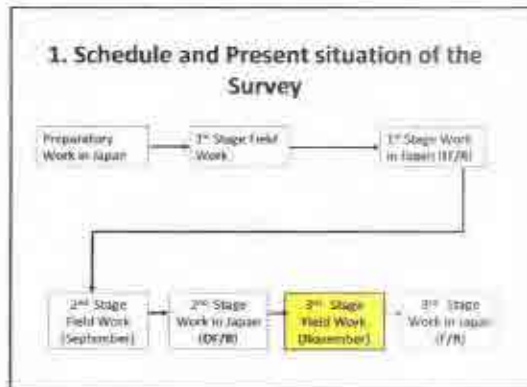 1. Schedule and Present situation of the
Survey
Preparatory
Work in Japan
1st Stage Field
Work
1st Stage Work
in Japan (IT/R)
2nd Stage
Field Work
(September)
2nd Stage
Work in Japan
(DF/R)
3rd Stage
Field Work
(November)
3rd Stage
Work in Japan
(F/R)